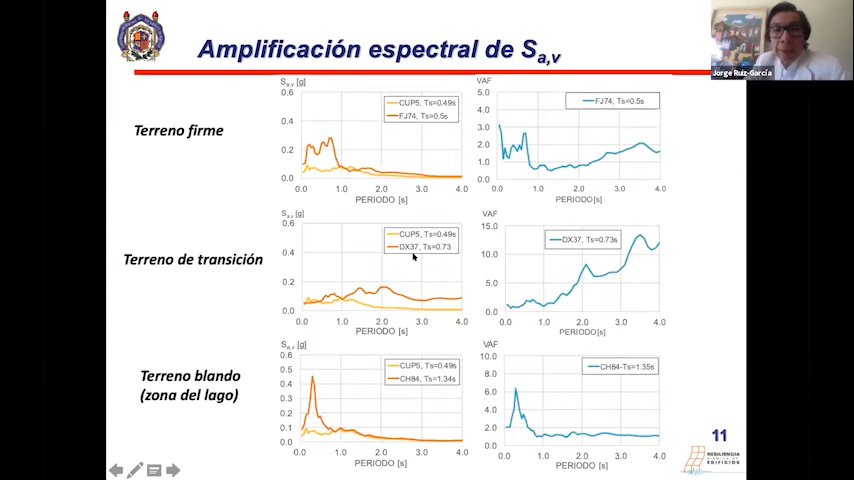 Amplificación espectral de Sa,v
Jorge Ruiz-García
Terreno firme
Sa,v [g]
0.6
0.4
0.2
0.0
0.0 1.0 2.0 3.0 4.0
PERIODO [s]
CUP5, Ts=0.49s
FJ74, Ts=0.5s
VAF
5.0
4.0
3.0
2.0
1.0
0.0
0.0 1.0 2.0 3.0 4.0
PERIODO[s]
FJ74, Ts=0.5s
Terreno de transición
Sa,v [g]
0.6
0.4
0.2
0.0
0.0 1.0 2.0 3.0 4.0
PERIODO [s]
CUP5, Ts=0.49s
DX37, Ts=0.73
VAF
15.0
10.0
5.0
0.0
0.0 1.0 2.0 3.0 4.0
PERIODO[s]
DX37, Ts=0.73s
Terreno blando
(zona del lago)
Sa,v [g]
0.6
0.5
0.4
0.3
0.2
0.1
0.0
0.0 1.0 2.0 3.0 4.0
PERIODO [s]
CUP5, Ts=0.49s
CH84, Ts=1.34s
VAF
10.0
8.0
6.0
4.0
2.0
0.0
0.0 1.0 2.0 3.0 4.0
PERIODO [s]
CH84-Ts=1.35s
11
RESILIENCIA
SÍSMICA DE
EDIFICIOS